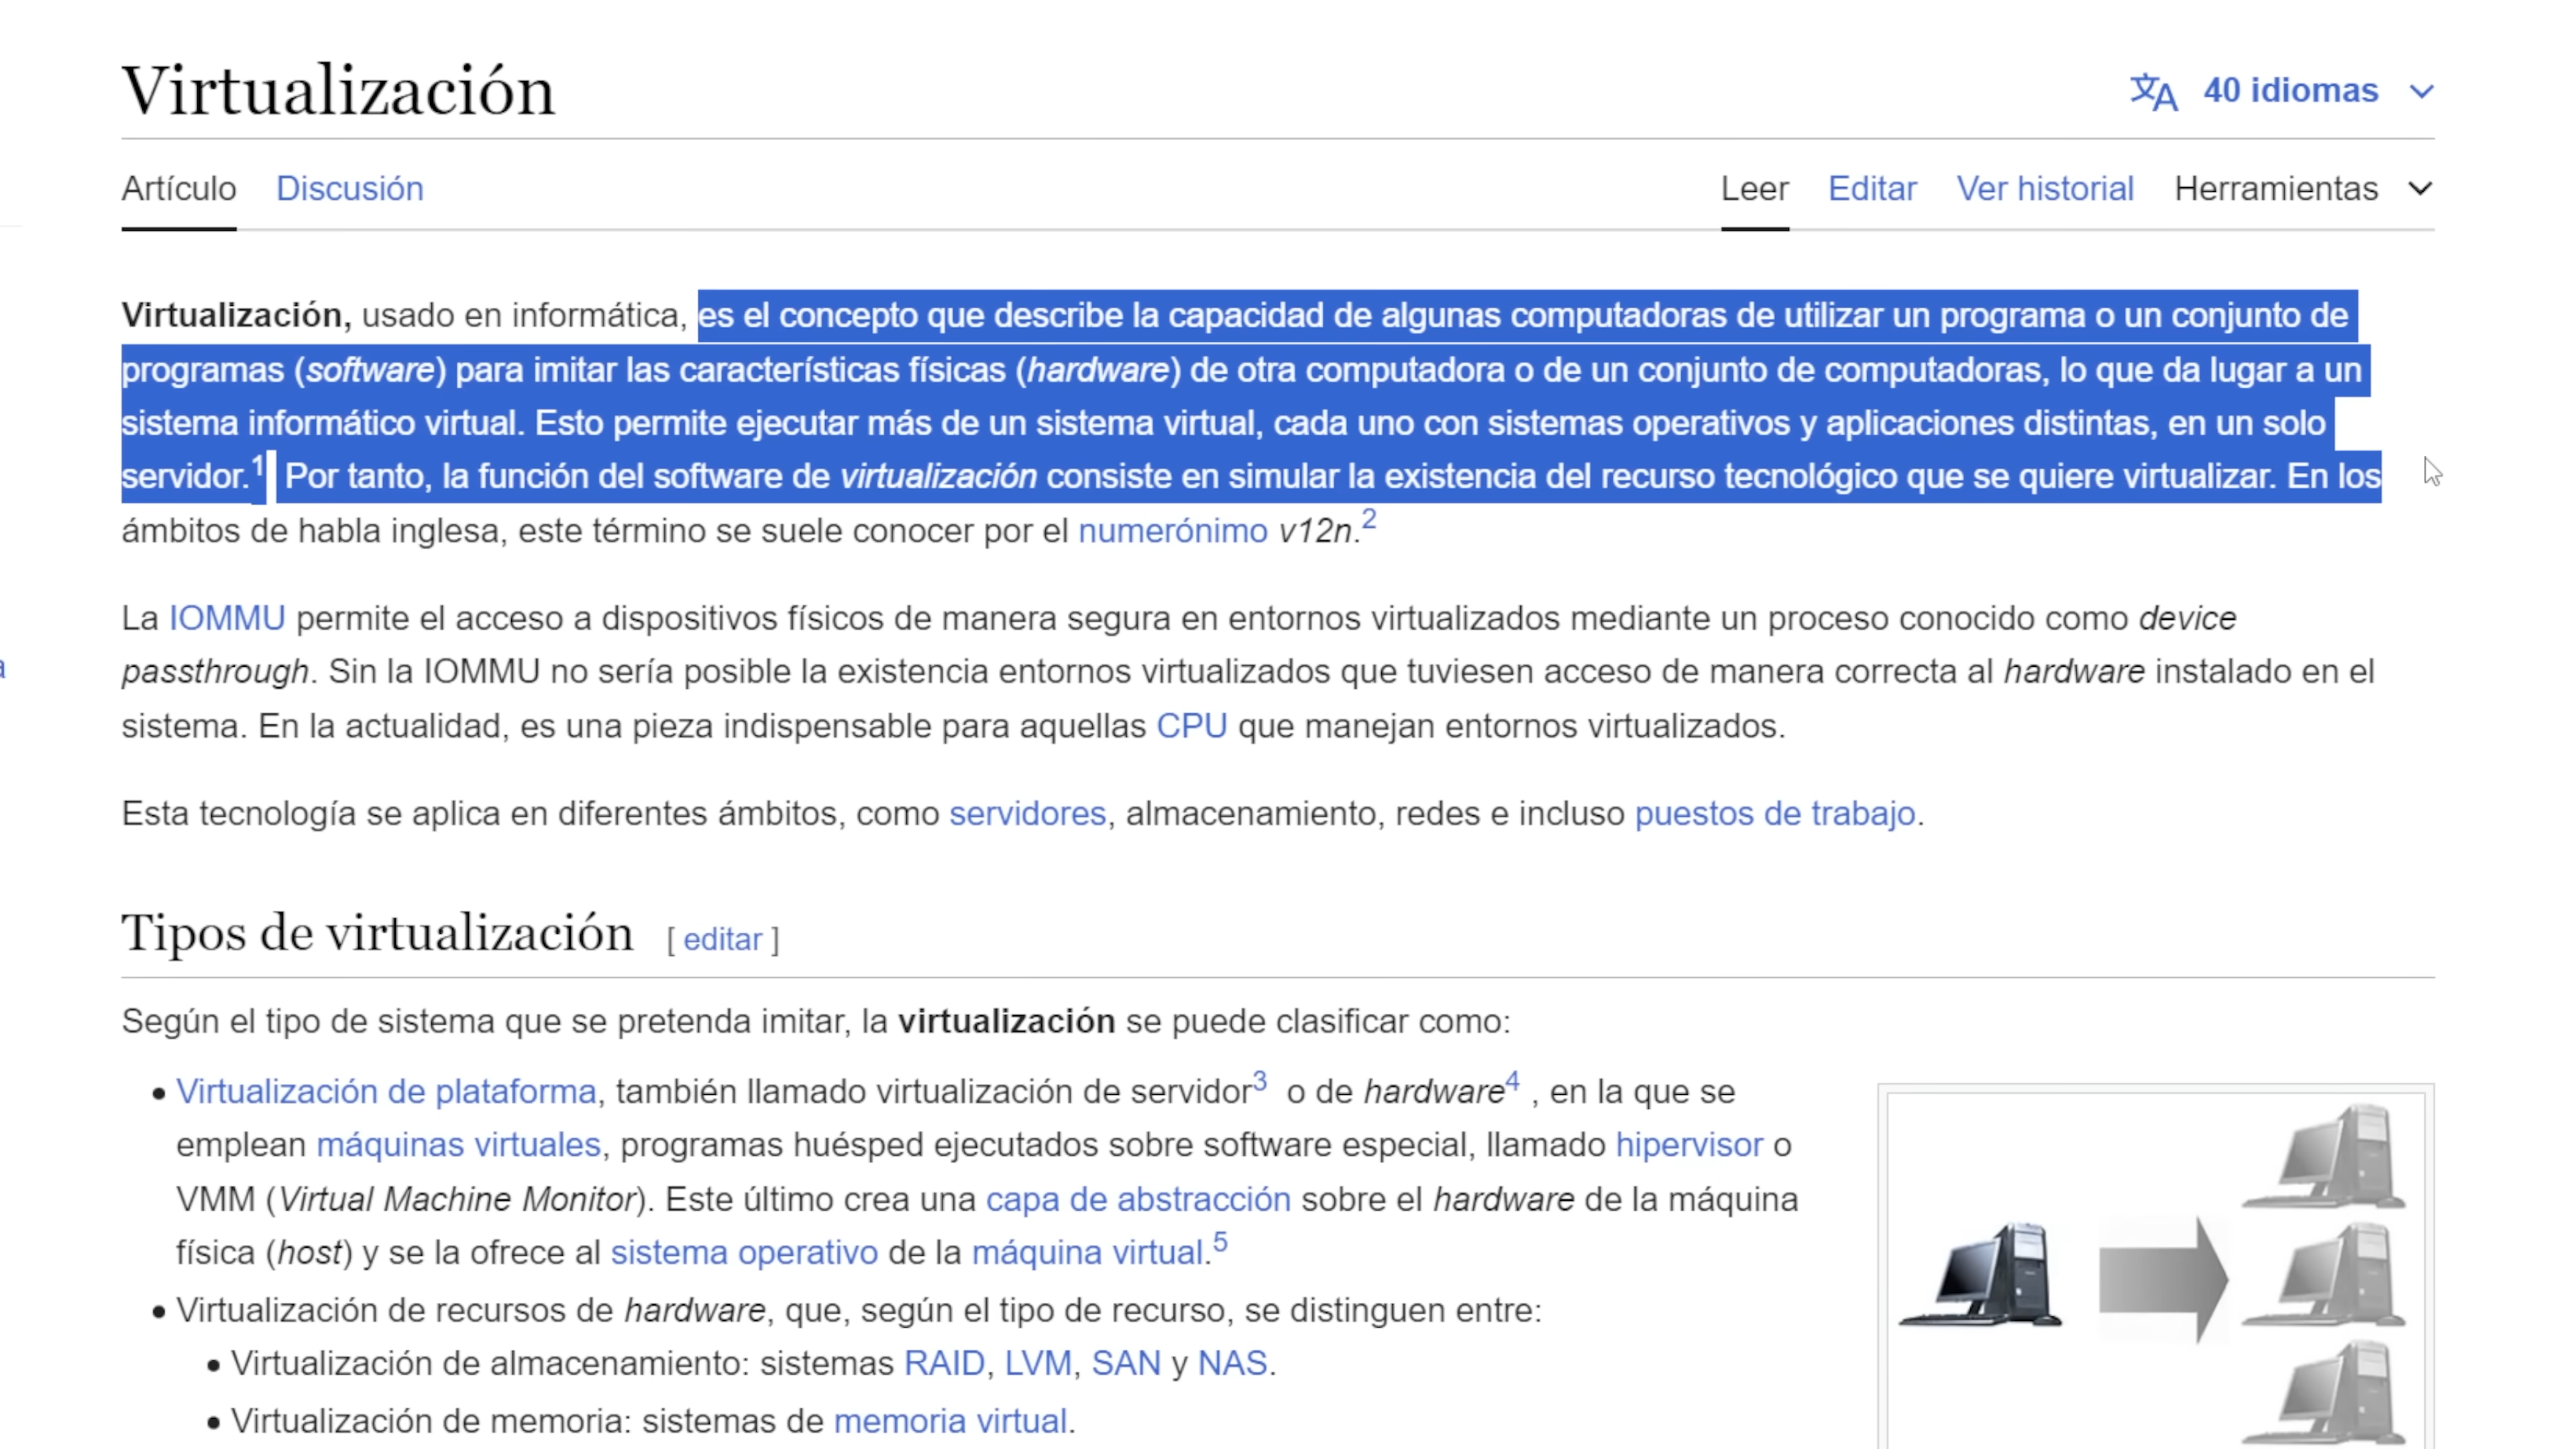 Virtualización
40 idiomas
Artículo Discusión Leer Editar Ver historial Herramientas
Virtualización, usado en informática, es el concepto que describe la capacidad de algunas computadoras de utilizar un programa o un conjunto de
programas (software) para imitar las características físicas (hardware) de otra computadora o de un conjunto de computadoras, lo que da lugar a un
sistema informático virtual. Esto permite ejecutar más de un sistema virtual, cada uno con sistemas operativos y aplicaciones distintas, en un solo
servidor.1 Por tanto, la función del software de virtualización consiste en simular la existencia del recurso tecnológico que se quiere virtualizar. En los
ámbitos de habla inglesa, este término se suele conocer por el numerónimo v12n.2
La IOMMU permite el acceso a dispositivos físicos de manera segura en entornos virtualizados mediante un proceso conocido como device
passthrough. Sin la IOMMU no sería posible la existencia entornos virtualizados que tuviesen acceso de manera correcta al hardware instalado en el
sistema. En la actualidad, es una pieza indispensable para aquellas CPU que manejan entornos virtualizados.
Esta tecnología se aplica en diferentes ámbitos, como servidores, almacenamiento, redes e incluso puestos de trabajo.
Tipos de virtualización [ editar ]
Según el tipo de sistema que se pretenda imitar, la virtualización se puede clasificar como:
• Virtualización de plataforma, también llamado virtualización de servidor3 o de hardware4 , en la que se
emplean máquinas virtuales, programas huésped ejecutados sobre software especial, llamado hipervisor o
VMM (Virtual Machine Monitor). Este último crea una capa de abstracción sobre el hardware de la máquina
física (host) y se la ofrece al sistema operativo de la máquina virtual.5
• Virtualización de recursos de hardware, que, según el tipo de recurso, se distinguen entre:
• Virtualización de almacenamiento: sistemas RAID, LVM, SAN y NAS.
• Virtualización de memoria: sistemas de memoria virtual.